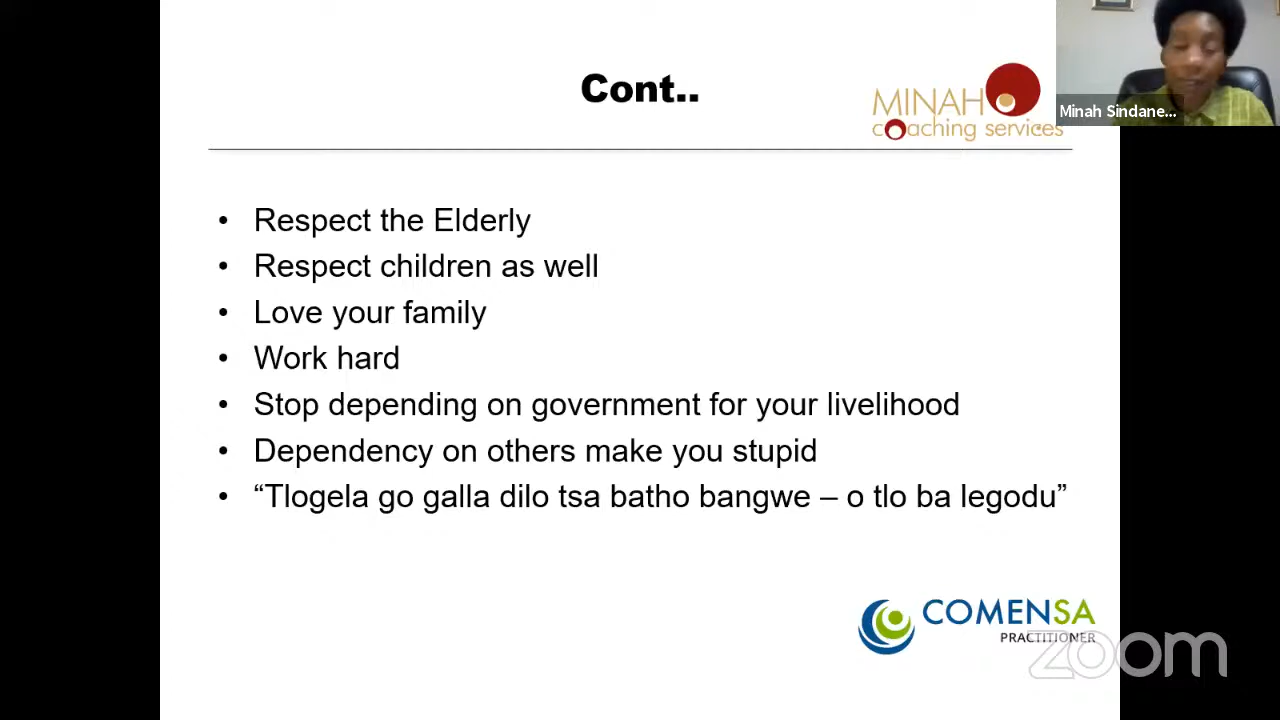 Cont..
MINAH
coaching services
Minah Sindane...
• Respect the Elderly
• Respect children as well
• Love your family
• Work hard
• Stop depending on government for your livelihood
• Dependency on others make you stupid
• “Tlogela go galla dilo tsa batho bangwe – o tlo ba legodu”
COMENSA
PRACTITIONER
zoom